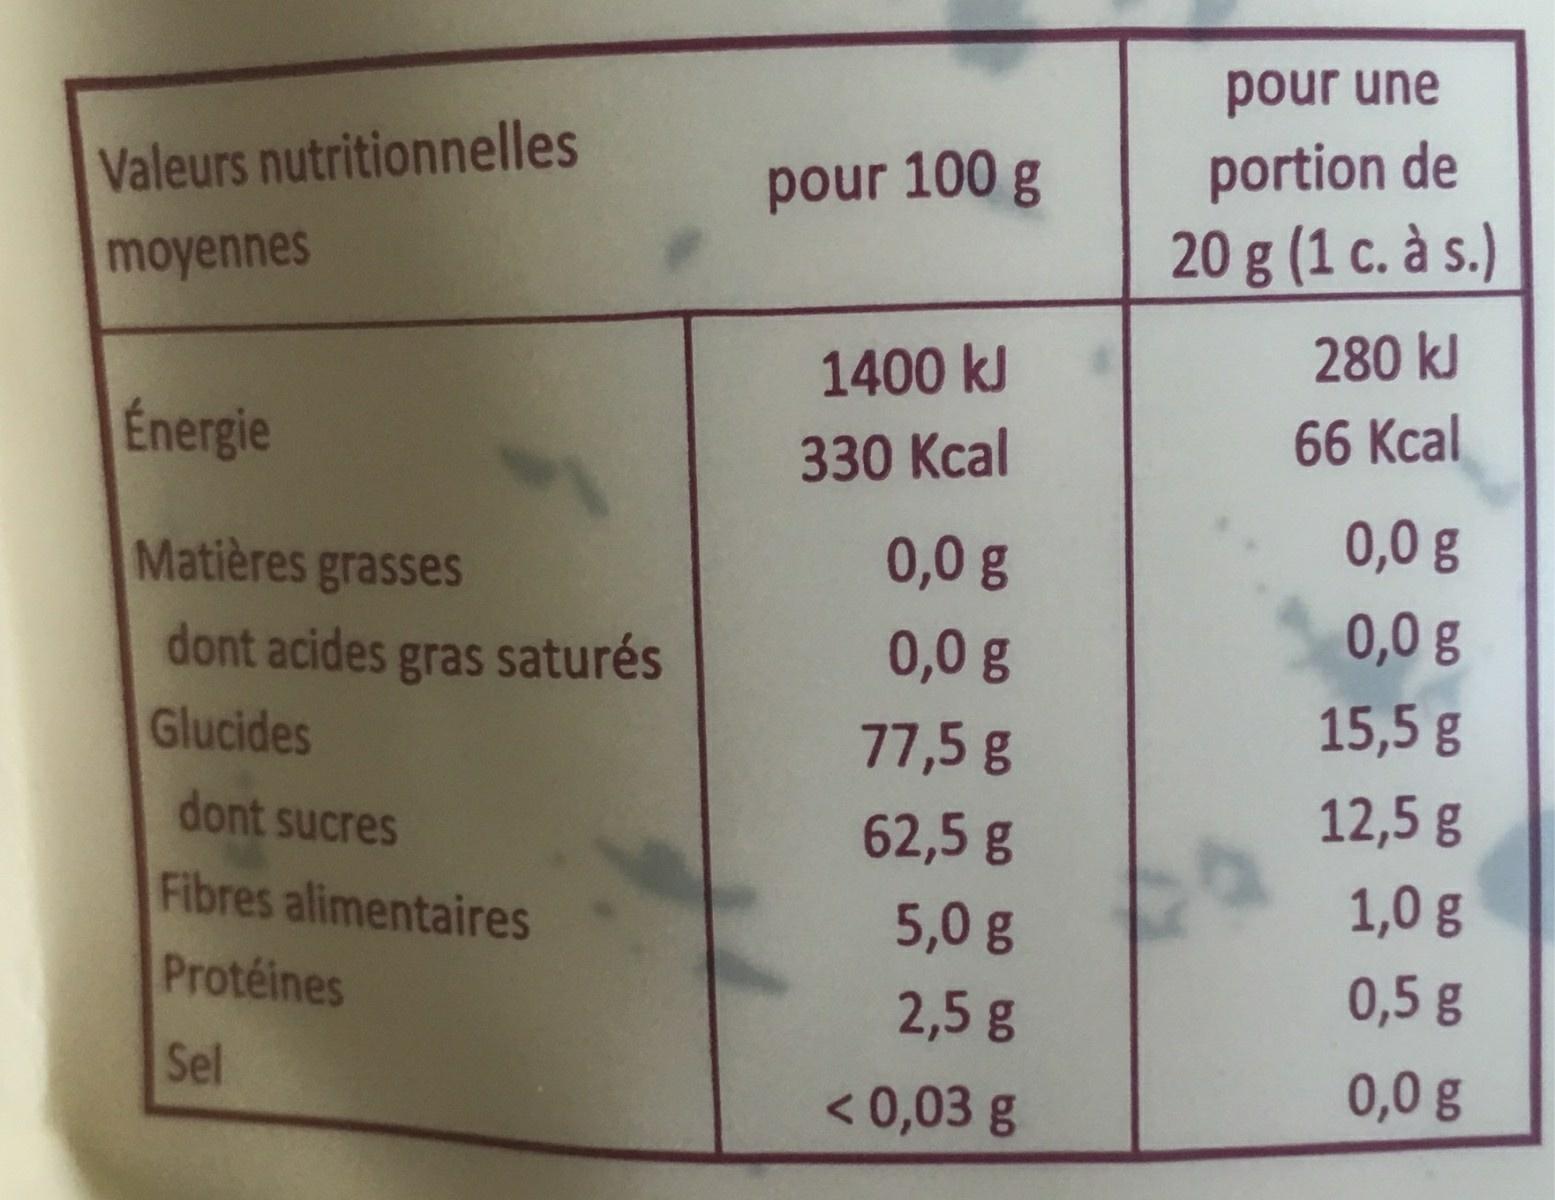 Valeurs nutritionnelles
moyennes
pour 100 g
pour une
portion de
20 g (1 c. à s.)
Énergie
1400 kJ
280 kJ
330 Kcal
66 Kcal
Matières grasses
0,0 g
0,0 g
dont acides gras saturés
0,0 g
0,0 g
Glucides
77,5 g
15,5 g
dont sucres
62,5 g
12,5 g
Fibres alimentaires
5,0 g
1,0 g
Protéines
2,5 g
0,5 g
Sel
< 0,03 g
0,0 g